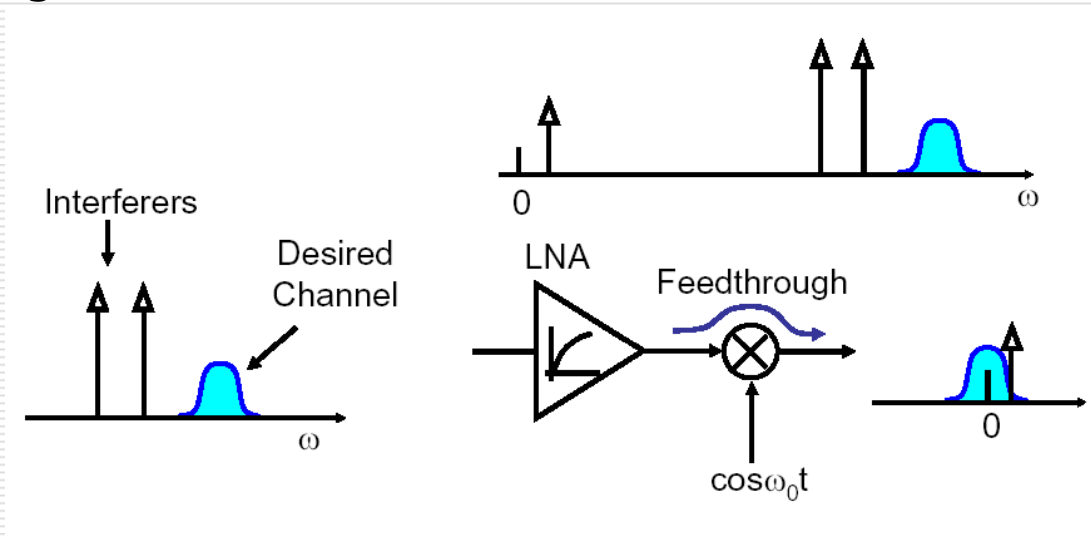 0
ω
Interferers
Desired
Channel
ω
LNA
Feedthrough
cosω₀t
0